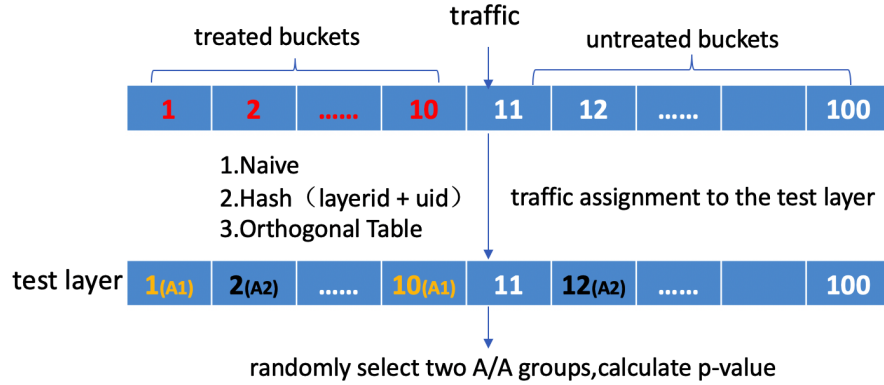 traffic
treated buckets
untreated buckets
1 2 ...... 10 11 12 ...... 100
1.Naive
2.Hash（layerid + uid）
3.Orthogonal Table
traffic assignment to the test layer
test layer
1(A1) 2(A2) ...... 10(A1) 11 12(A2) ...... 100
randomly select two A/A groups,calculate p-value